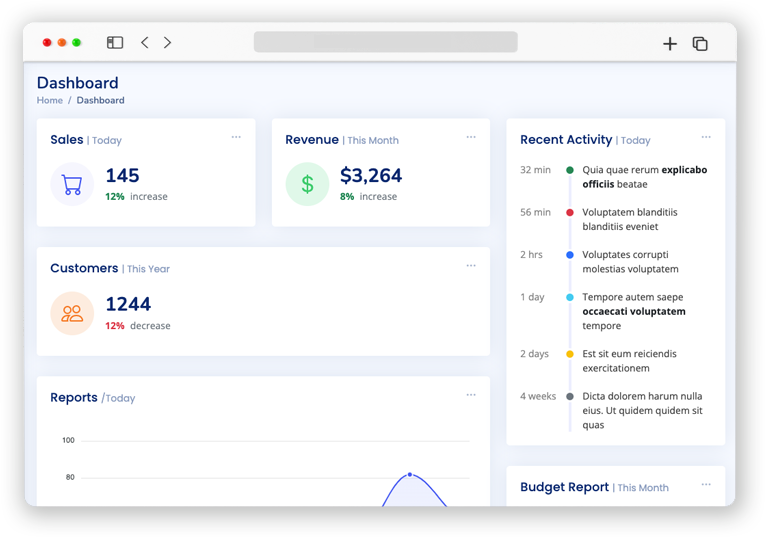 Dashboard
Home / Dashboard
Sales | Today
145
12% increase
Revenue | This Month
$3,264
8% increase
Customers | This Year
1244
12% decrease
Reports /Today
100
80
Recent Activity | Today
32 min
Quia quae rerum explicabo
officiis beatae
56 min
Voluptatem blanditiis
blanditiis eveniet
2 hrs
Voluptates corrupti
molestias voluptatem
1 day
Tempore autem saepe
occaecati voluptatem
tempore
2 days
Est sit eum reiciendis
exercitationem
4 weeks
Dicta dolorem harum nulla
eius. Ut quidem quidem sit
quas
Budget Report | This Month